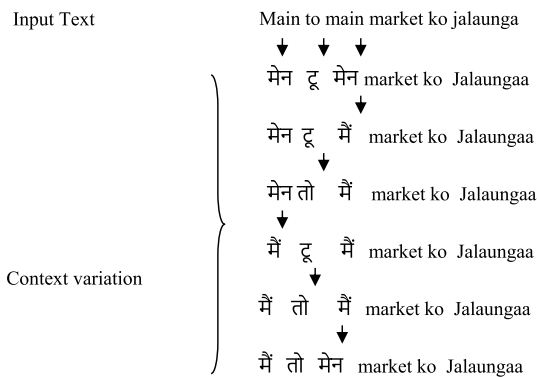 Input Text Main to main market ko jalaunga
मेन टू मेन market ko Jalaungaa
मेन टू मैं market ko Jalaungaa
मेन तो मैं market ko Jalaungaa
मैं टू मैं market ko Jalaungaa
Context variation
मैं तो मैं market ko Jalaungaa
मैं तो मेन market ko Jalaungaa